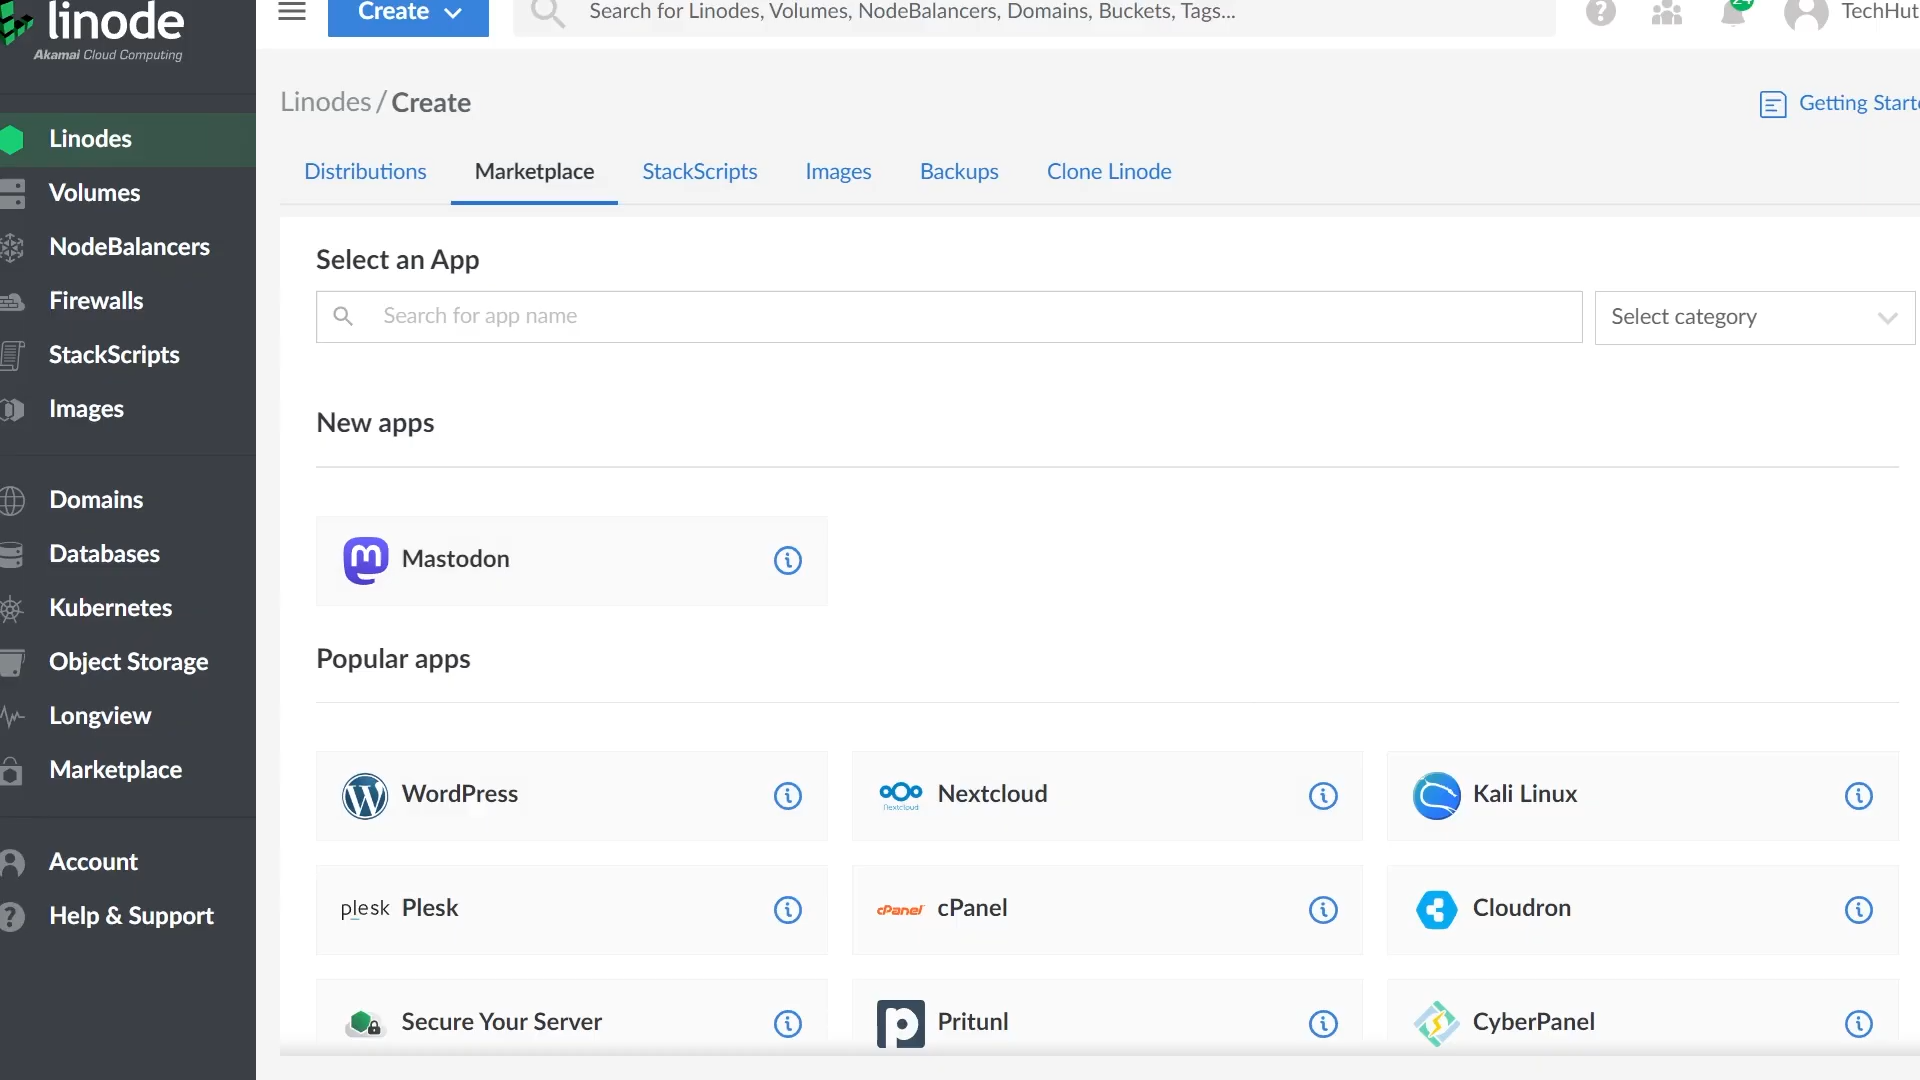 linode
Akamai Cloud Computing
Create
Search for Linodes, Volumes, NodeBalancers, Domains, Buckets, Tags...
TechHut
Linodes
Volumes
NodeBalancers
Firewalls
StackScripts
Images
Domains
Databases
Kubernetes
Object Storage
Longview
Marketplace
Account
Help & Support
Linodes / Create
Getting Starte
Distributions
Marketplace
StackScripts
Images
Backups
Clone Linode
Select an App
Search for app name
Select category
New apps
Mastodon
Popular apps
WordPress
Nextcloud
Nextcloud
Kali Linux
plesk
Plesk
cPanel
cPanel
Cloudron
Secure Your Server
Pritunl
CyberPanel